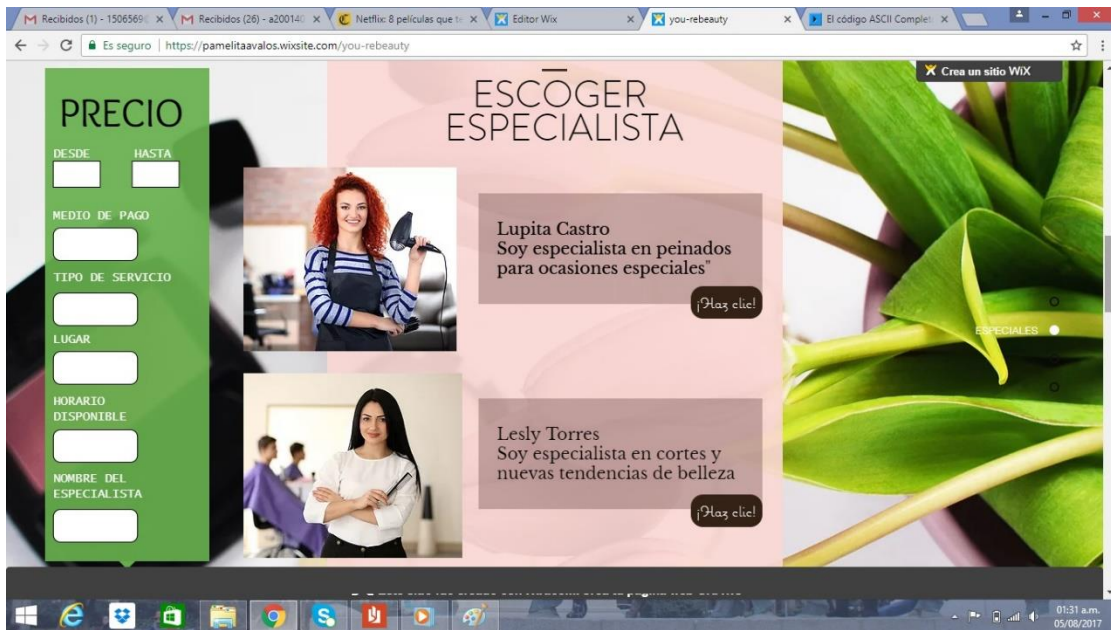 Recibidos (1) - 1506569
Recibidos (26) - a200140
Netflix: 8 películas que t
Editor Wix
you-rebeauty
El código ASCII Complet
Es seguro | https://pamelitaavalos.wixsite.com/you-rebeauty
Crea un sitio WiX
PRECIO
DESDE HASTA
MEDIO DE PAGO
TIPO DE SERVICIO
LUGAR
HORARIO
DISPONIBLE
NOMBRE DEL
ESPECIALISTA
ESCOGER
ESPECIALISTA
Lupita Castro
Soy especialista en peinados
para ocasiones especiales"
¡Haz clic!
Lesly Torres
Soy especialista en cortes y
nuevas tendencias de belleza
¡Haz clic!
ESPECIALES
01:31 a.m.
05/08/2017